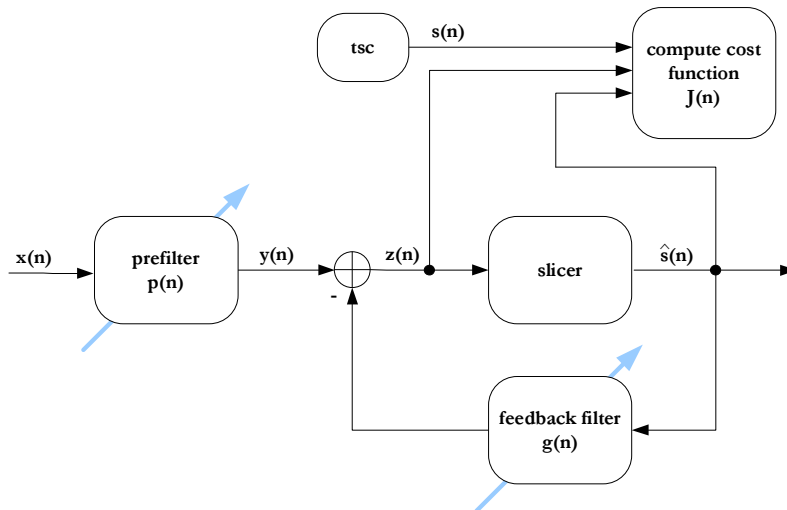 tsc
s(n)
compute cost
function
J(n)
x(n)
prefilter
p(n)
y(n)
z(n)
slicer
ŝ(n)
-
feedback filter
g(n)